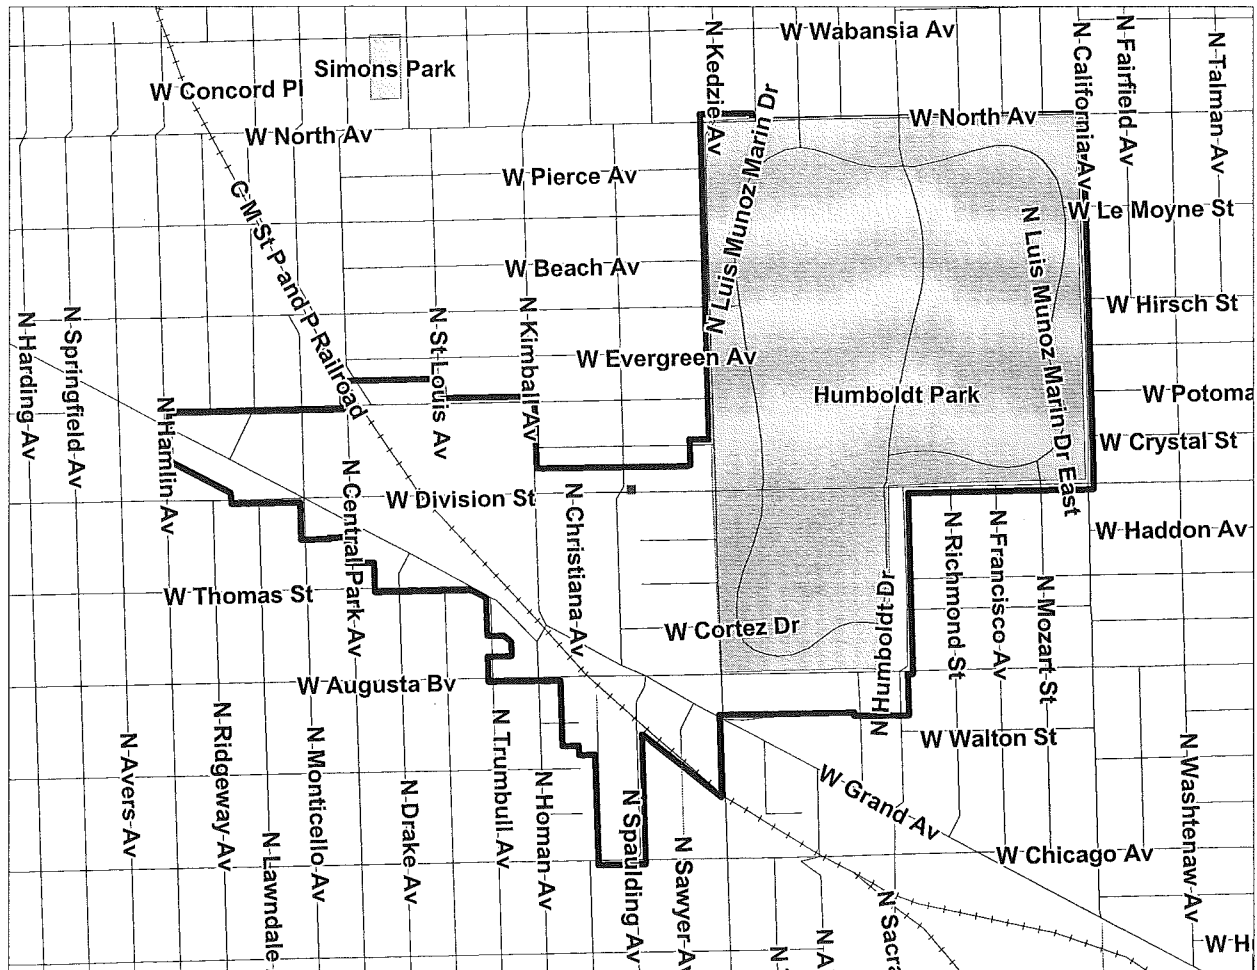 W Wabansia Av
N Kedzie Av
N California Av
N Fairfield Av
N Talman Av
Simons Park
W Concord Pl
W North Av
W North Av
N Luis Munoz Marin Dr
C M St P and P Railroad
W Pierce Av
W Le Moyne St
N Luis Munoz Marin Dr East
W Beach Av
W Hirsch St
N Harding Av
N Springfield Av
N St Louis Av
N Kimball Av
W Evergreen Av
Humboldt Park
W Potoma
N Hamlin Av
W Crystal St
N Central Park Av
W Division St
N Christiana Av
N Richmond St
N Francisco Av
W Haddon Av
W Thomas St
N Humboldt Dr
N Mozart St
W Cortez Dr
W Augusta Bv
N Ridgeway Av
N Avers Av
N Monticello Av
N Trumbull Av
W Walton St
N Washtenaw Av
N Homan Av
N Drake Av
N Spaulding Av
W Grand Av
N Lawndale
N Sawyer Av
W Chicago Av
N Sacra
N A
W H